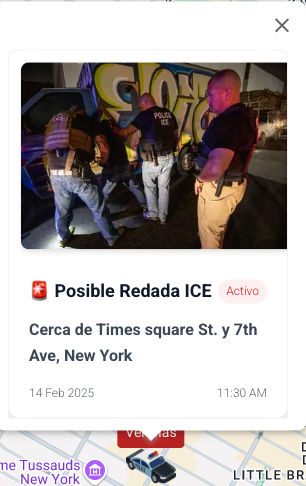 POLICE
ICE
🚨 Posible Redada ICE Activo
Cerca de Times square St. y 7th
Ave, New York
14 Feb 2025 11:30 AM
me Tussauds
New York
LITTLE BR